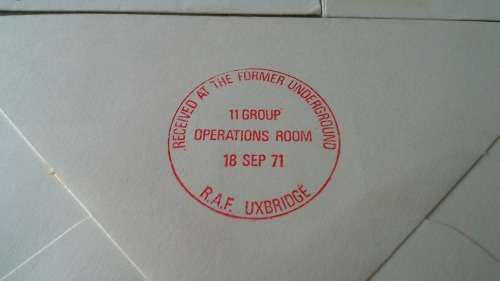 RECEIVED AT THE FORMER UNDERGROUND
11 GROUP
OPERATIONS ROOM
18 SEP 71
R.A.F. UXBRIDGE